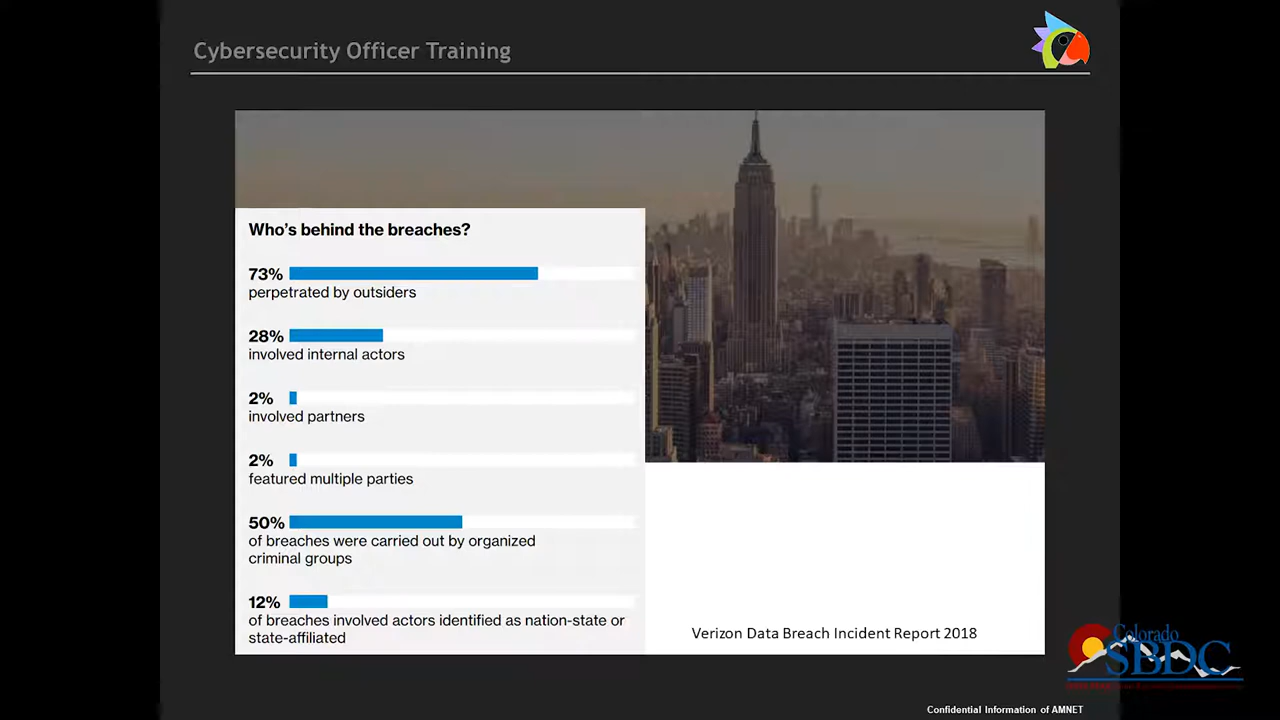 Cybersecurity Officer Training
Who's behind the breaches?
73%
perpetrated by outsiders
28%
involved internal actors
2%
involved partners
2%
featured multiple parties
50%
of breaches were carried out by organized
criminal groups
12%
of breaches involved actors identified as nation-state or
state-affiliated
Verizon Data Breach Incident Report 2018
Colorado
SBDC
Confidential Information of AMNET